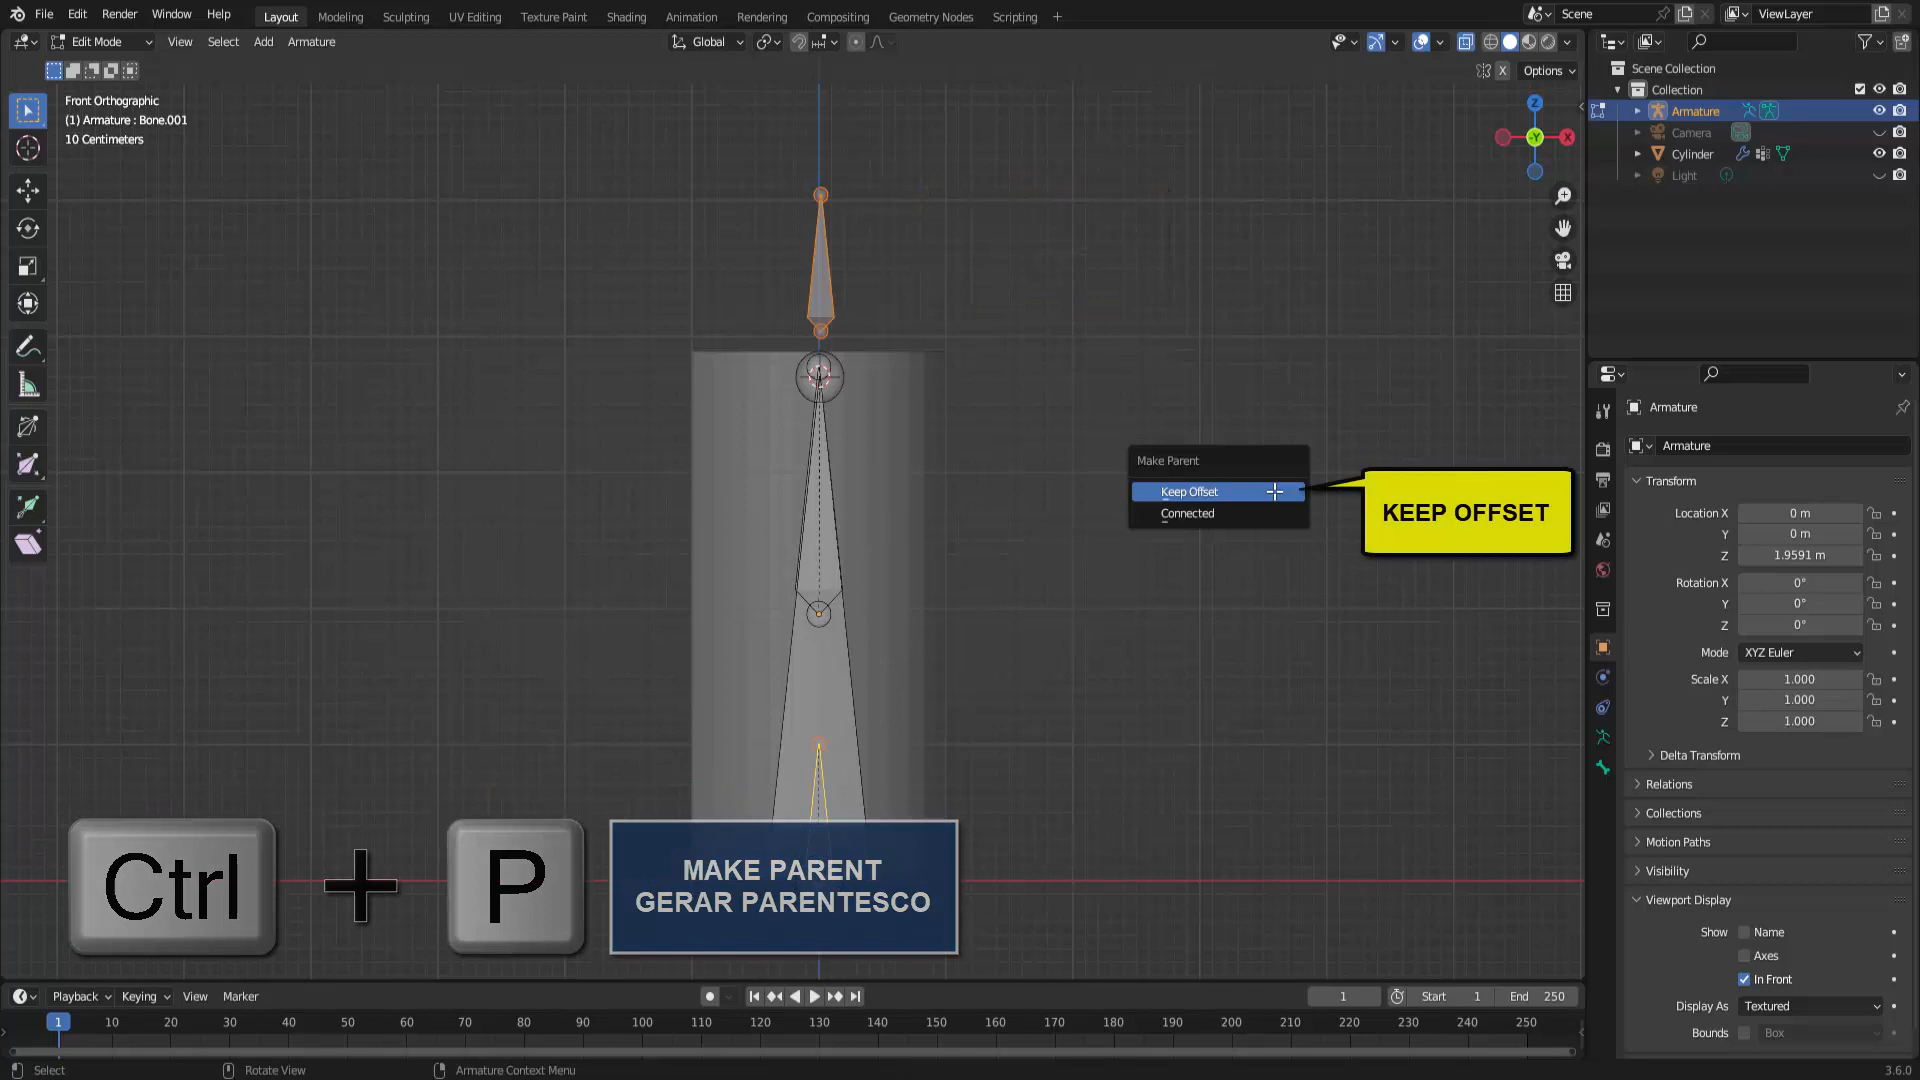 File Edit Render Window Help
Layout Modeling Sculpting UV Editing Texture Paint Shading Animation Rendering Compositing Geometry Nodes Scripting +
Scene
ViewLayer
Edit Mode View Select Add Armature
Global
X Options
Front Orthographic
(1) Armature : Bone.001
10 Centimeters
Z
-Y
X
Scene Collection
Collection
Armature
Camera
Cylinder
Light
Make Parent
Keep Offset
Connected
KEEP OFFSET
Armature
Armature
Transform
Location X 0 m
Y 0 m
Z 1.9591 m
Rotation X 0°
Y 0°
Z 0°
Mode XYZ Euler
Scale X 1.000
Y 1.000
Z 1.000
Delta Transform
Relations
Collections
Motion Paths
Visibility
Viewport Display
Show Name
Axes
In Front
Display As Textured
Bounds Box
Ctrl + P
MAKE PARENT
GERAR PARENTESCO
Playback Keying View Marker
1 Start 1 End 250
1 10 20 30 40 50 60 70 80 90 100 110 120 130 140 150 160 170 180 190 200 210 220 230 240 250
Select Rotate View Armature Context Menu
3.6.0